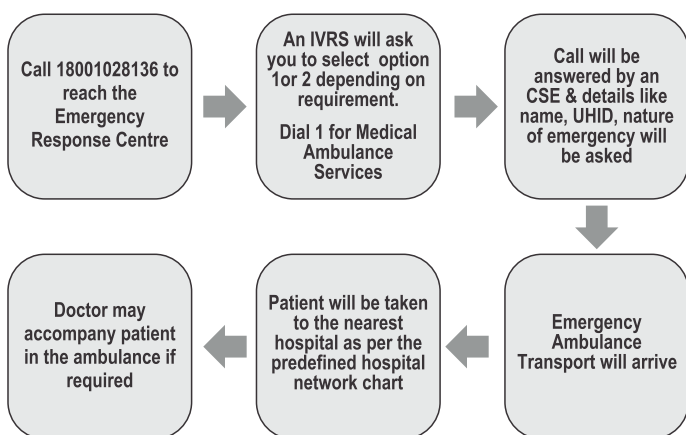 Call 18001028136 to
reach the
Emergency
Response Centre
An IVRS will ask
you to select option
1or 2 depending on
requirement.
Dial 1 for Medical
Ambulance
Services
Call will be
answered by an
CSE & details like
name, UHID, nature
of emergency will
be asked
Emergency
Ambulance
Transport will arrive
Patient will be taken
to the nearest
hospital as per the
predefined hospital
network chart
Doctor may
accompany patient
in the ambulance if
required